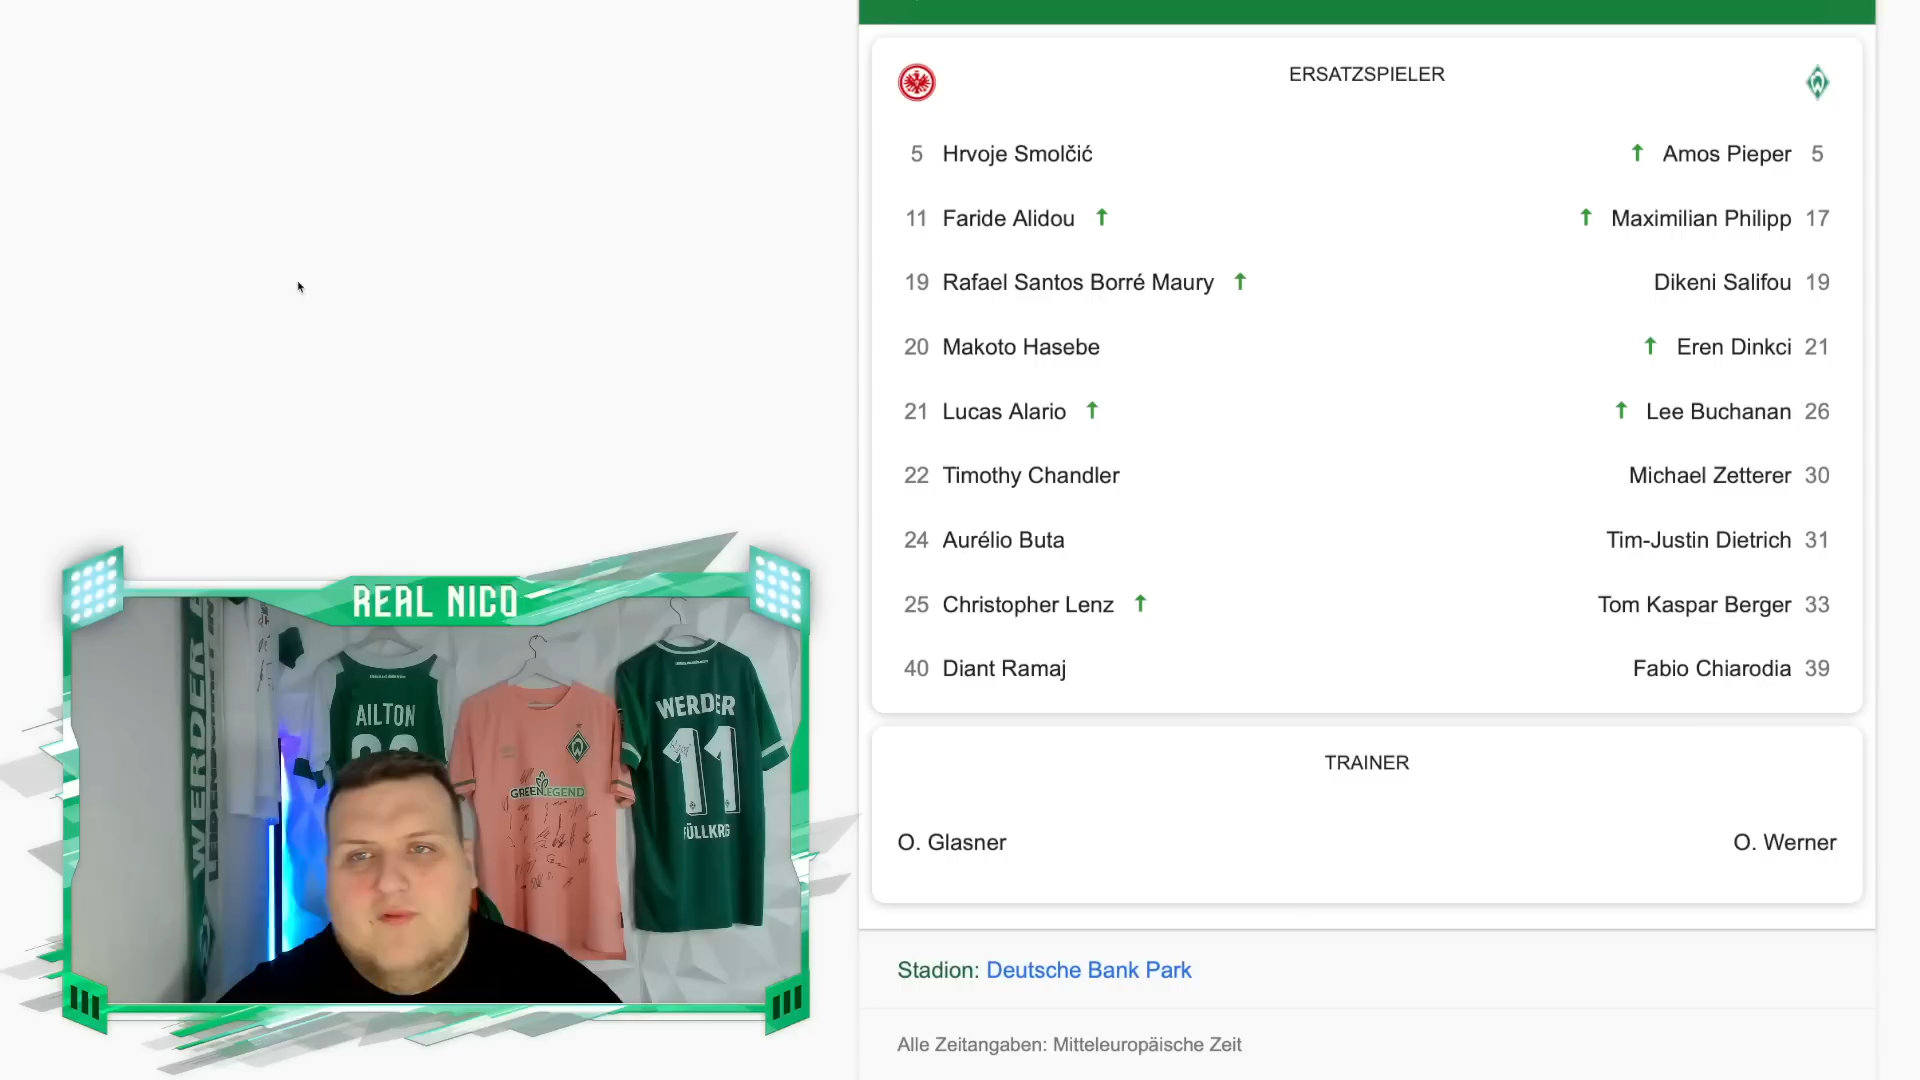 ERSATZSPIELER
5 Hrvoje Smolčić
Amos Pieper 5
11 Faride Alidou
Maximilian Philipp 17
19 Rafael Santos Borré Maury
Dikeni Salifou 19
20 Makoto Hasebe
Eren Dinkci 21
21 Lucas Alario
Lee Buchanan 26
22 Timothy Chandler
Michael Zetterer 30
24 Aurélio Buta
Tim-Justin Dietrich 31
25 Christopher Lenz
Tom Kaspar Berger 33
40 Diant Ramaj
Fabio Chiarodia 39
TRAINER
O. Glasner
O. Werner
Stadion: Deutsche Bank Park
Alle Zeitangaben: Mitteleuropäische Zeit
REAL NICO
WERDER
AILTON
GREENLEGEND
WERDER
11
FÜLLKRG